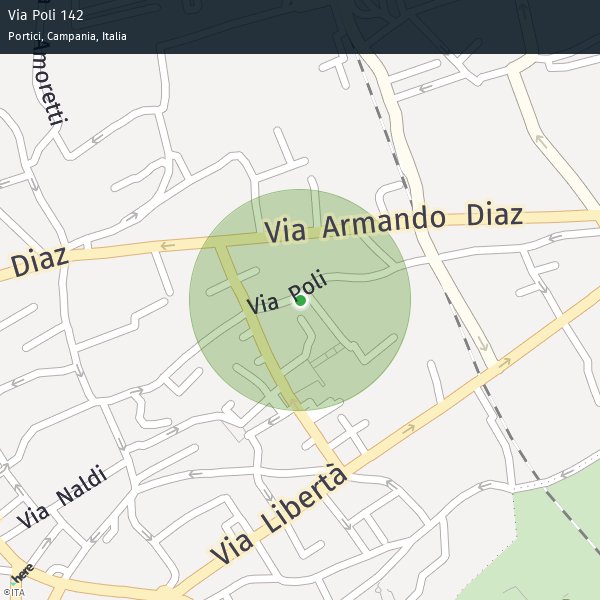 Via Poli 142
Portici, Campania, Italia
Amoretti
Via Armando Diaz
Diaz
Via Poli
Via Naldi
Via Libertà
here
©ITA